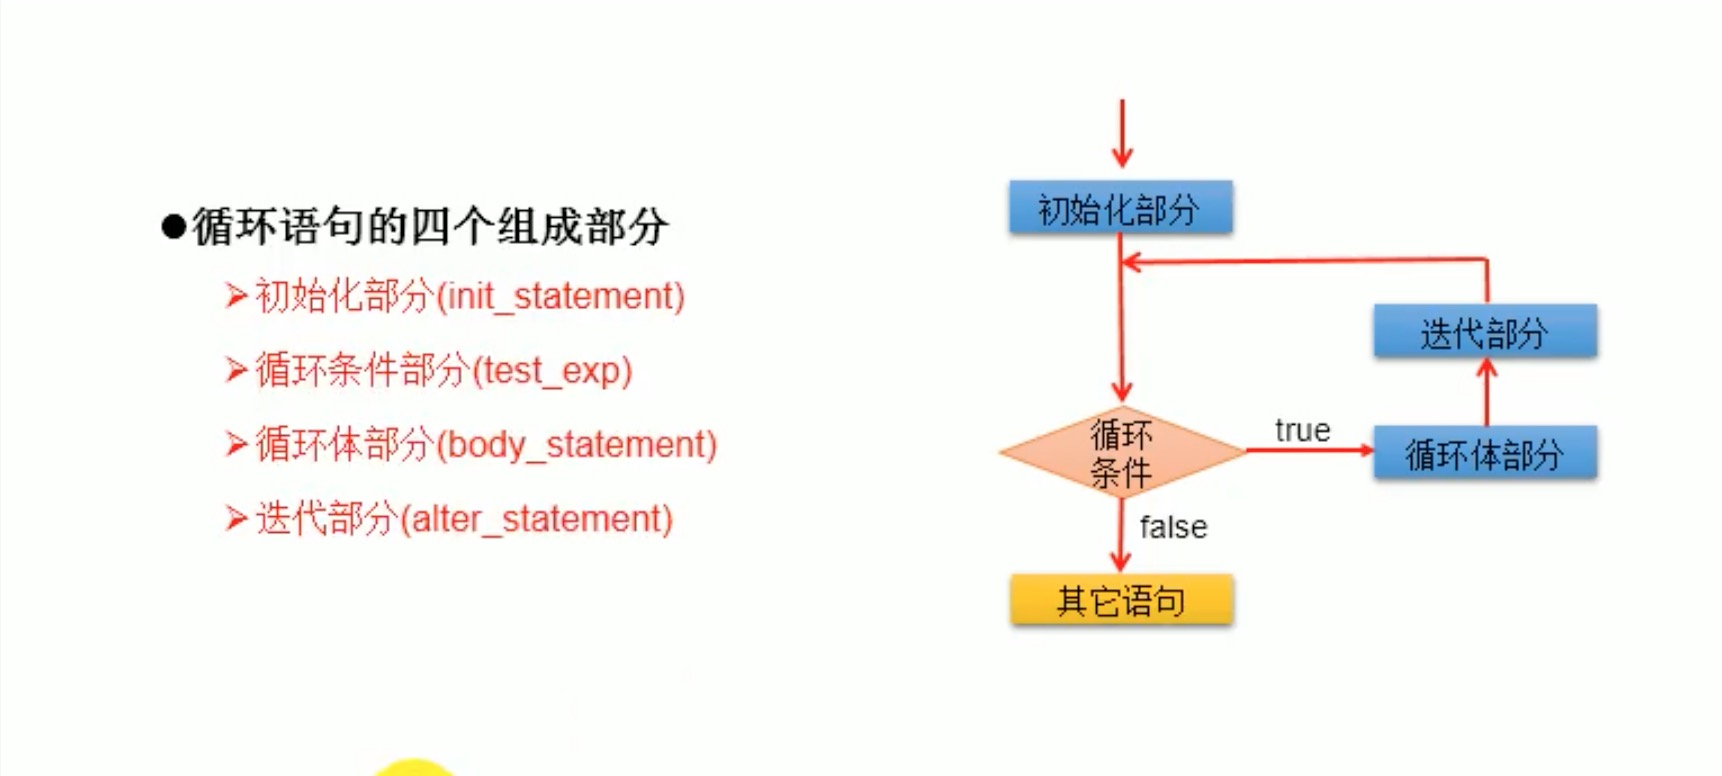 ●循环语句的四个组成部分
➢初始化部分(init_statement)
➢循环条件部分(test_exp)
➢循环体部分(body_statement)
➢迭代部分(alter_statement)
初始化部分
迭代部分
循环
条件
true
循环体部分
false
其它语句